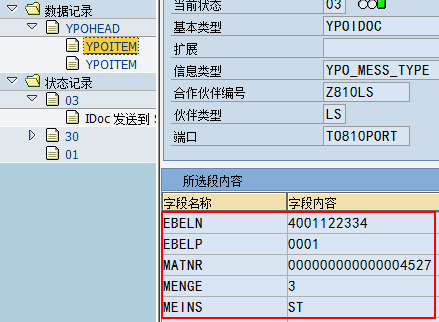 数据记录
YPOHEAD
YPOITEM
YPOITEM
状态记录
03
IDoc 发送到
30
01
当前状态 03
基本类型 YPOIDOC
扩展
信息类型 YPO_MESS_TYPE
合作伙伴编号 Z810LS
伙伴类型 LS
端口 TO810PORT
所选段内容
字段名称 字段内容
EBELN 4001122334
EBELP 0001
MATNR 000000000000004527
MENGE 3
MEINS ST